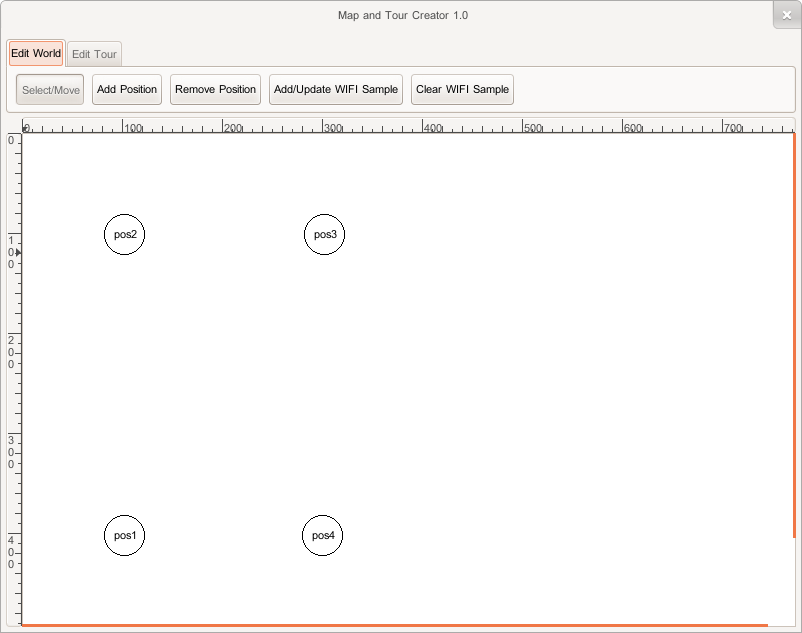 Map and Tour Creator 1.0
Edit World Edit Tour
Select/Move Add Position Remove Position Add/Update WIFI Sample Clear WIFI Sample
0 100 200 300 400 500 600 700
0
pos2 pos3
100
200
300
pos1 pos4
400